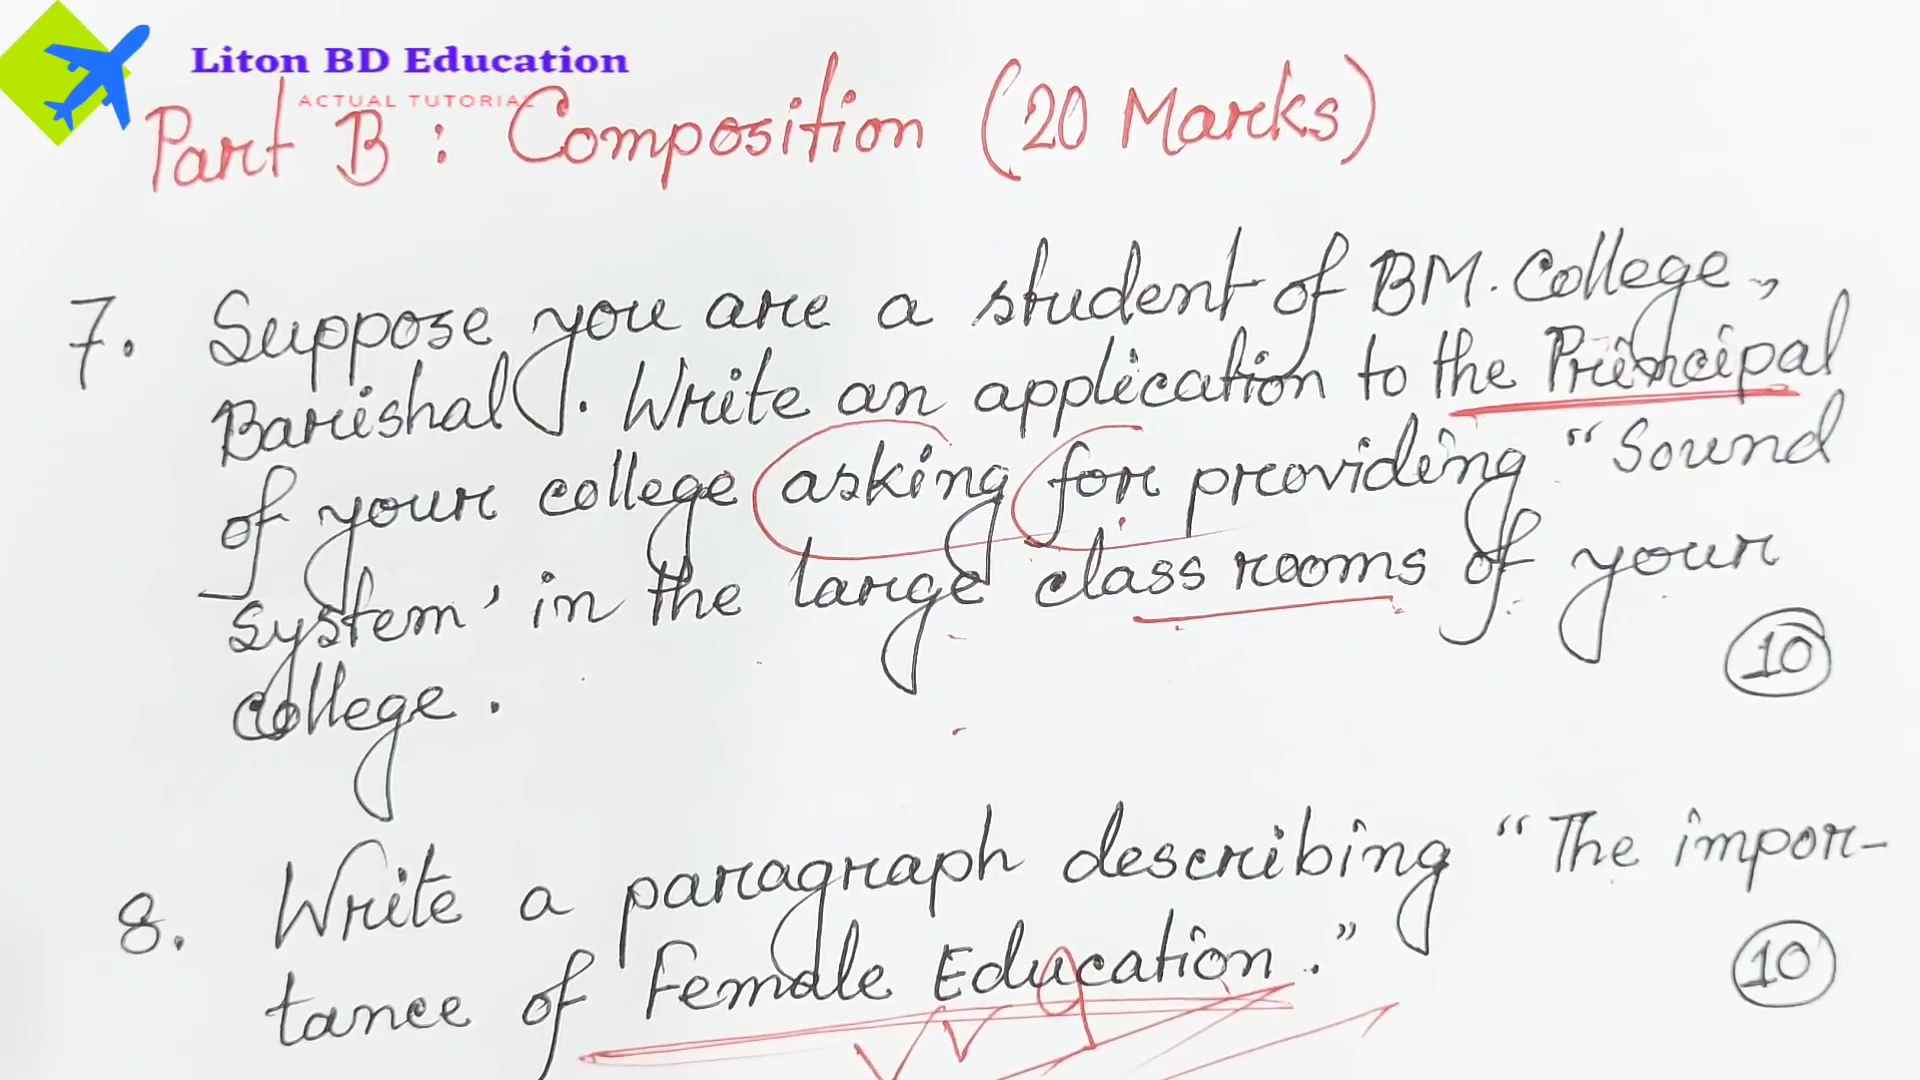 Liton BD Education
ACTUAL TUTORIAL
Part B : Composition (20 Marks)
7. Suppose you are a student of BM. College,
Barishal. Write an application to the Principal
of your college asking for providing "Sound
System' in the large class rooms of your
college.
10
8. Write a paragraph describing "The impor-
tance of Female Education."
10